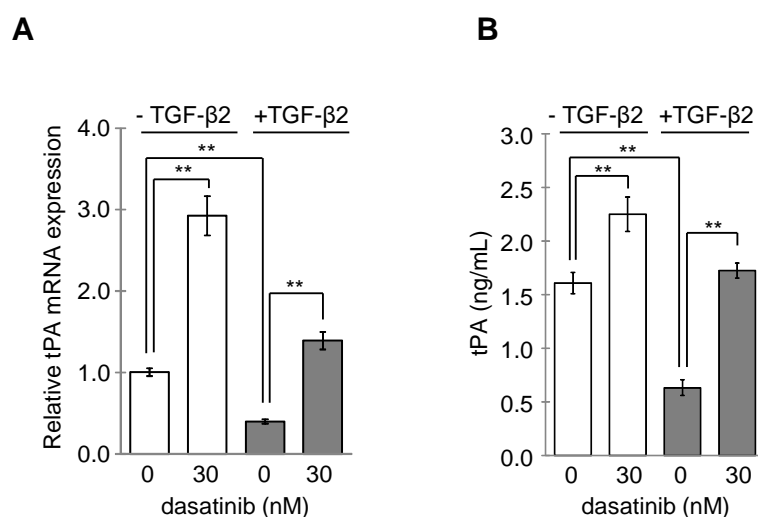 A
- TGF-β2 +TGF-β2
Relative tPA mRNA expression
4.0
3.0
2.0
1.0
0.0
**
**
**
0 30 0 30
dasatinib (nM)
B
- TGF-β2 +TGF-β2
tPA (ng/mL)
3.0
2.5
2.0
1.5
1.0
0.5
0.0
**
**
**
0 30 0 30
dasatinib (nM)